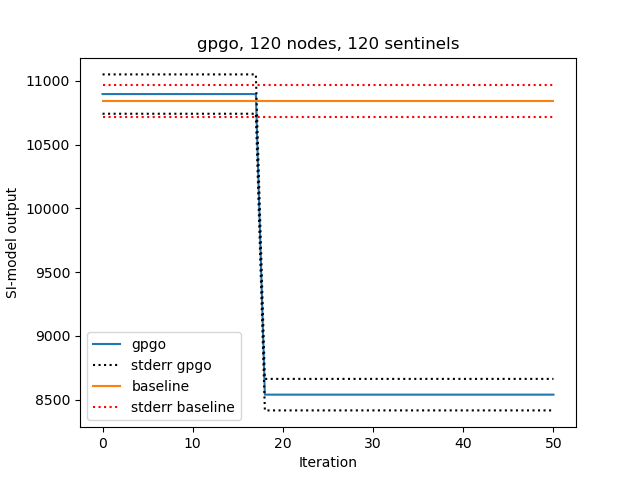 gpgo, 120 nodes, 120 sentinels
SI-model output
11000
10500
10000
9500
9000
8500
gpgo
stderr gpgo
baseline
stderr baseline
0 10 20 30 40 50
Iteration